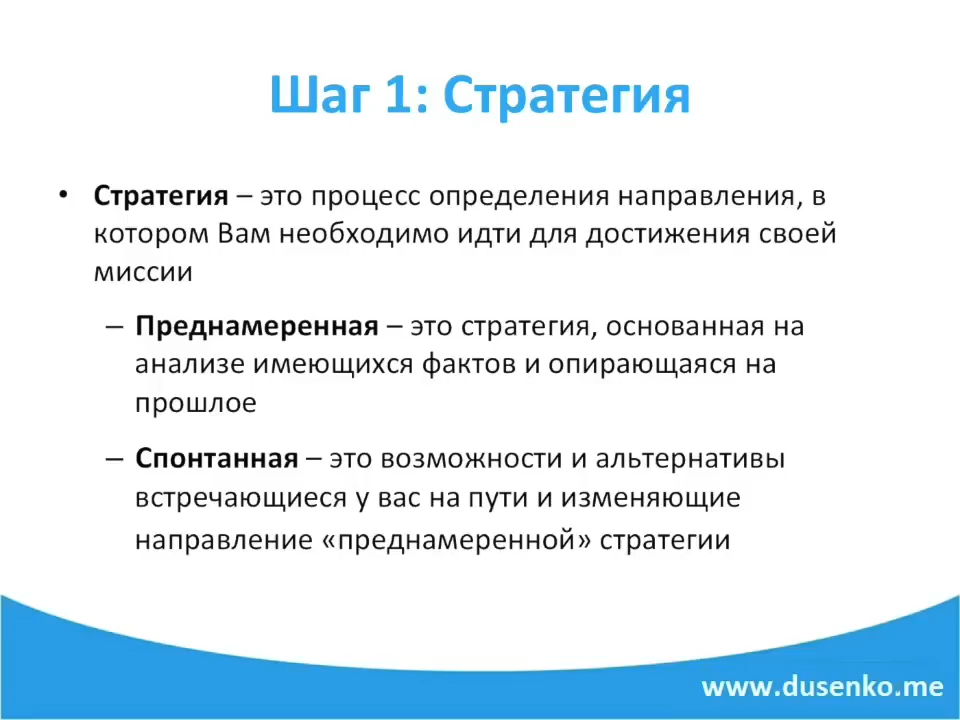 Шаг 1: Стратегия
• Стратегия – это процесс определения направления, в
котором Вам необходимо идти для достижения своей
миссии
– Преднамеренная – это стратегия, основанная на
анализе имеющихся фактов и опирающаяся на
прошлое
– Спонтанная – это возможности и альтернативы
встречающиеся у вас на пути и изменяющие
направление «преднамеренной» стратегии
www.dusenko.me